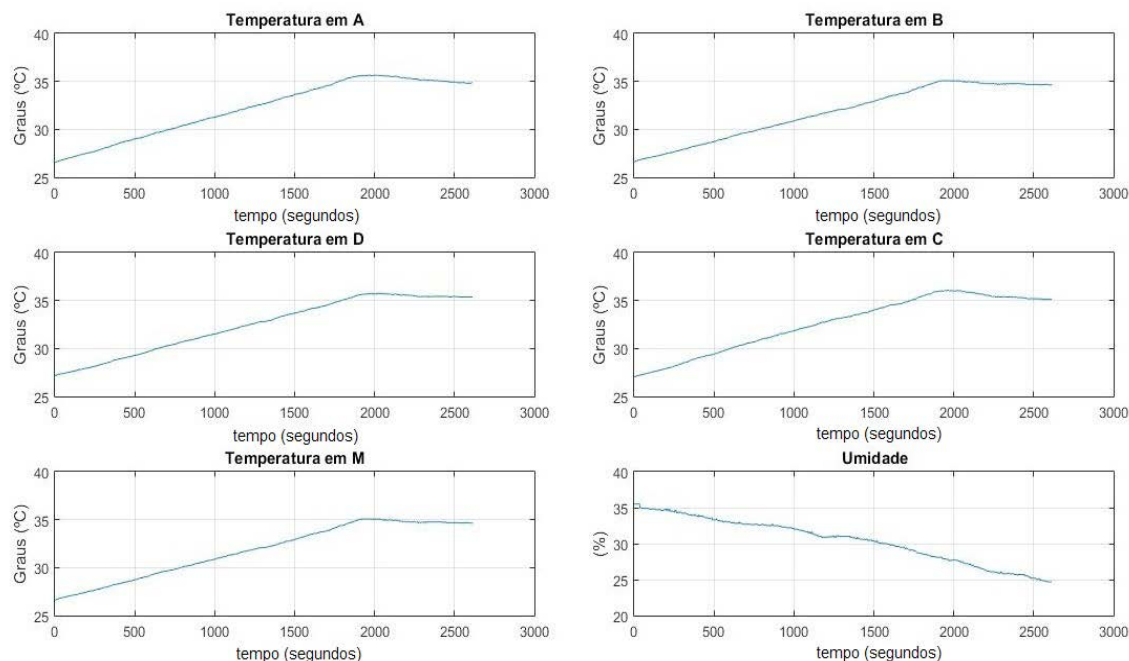 Temperatura em A
Graus (ºC)
40
35
30
25
0 500 1000 1500 2000 2500 3000
tempo (segundos)
Temperatura em B
Graus (ºC)
40
35
30
25
0 500 1000 1500 2000 2500 3000
tempo (segundos)
Temperatura em D
Graus (ºC)
40
35
30
25
0 500 1000 1500 2000 2500 3000
tempo (segundos)
Temperatura em C
Graus (ºC)
40
35
30
25
0 500 1000 1500 2000 2500 3000
tempo (segundos)
Temperatura em M
Graus (ºC)
40
35
30
25
0 500 1000 1500 2000 2500 3000
tempo (segundos)
Umidade
(%)
40
35
30
25
20
0 500 1000 1500 2000 2500 3000
tempo (segundos)